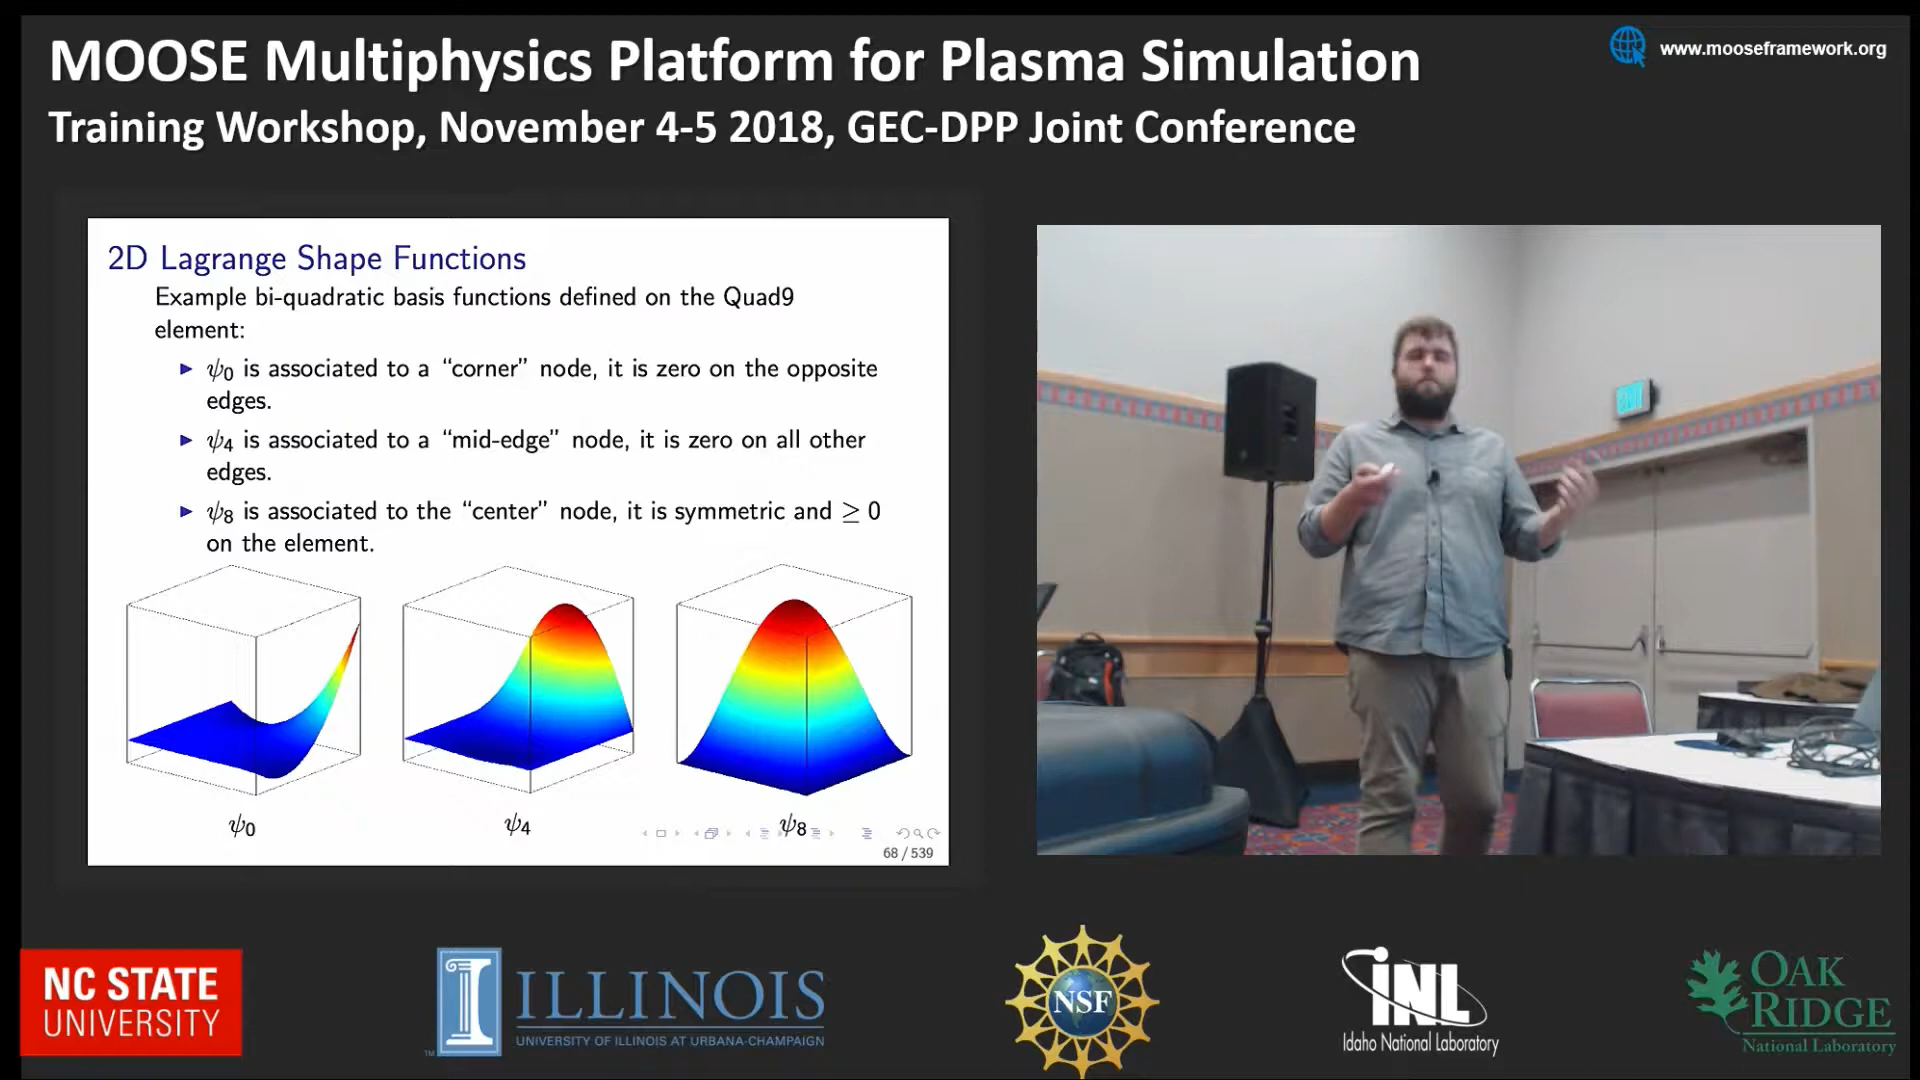 MOOSE Multiphysics Platform for Plasma Simulation
www.mooseframework.org
Training Workshop, November 4-5 2018, GEC-DPP Joint Conference
2D Lagrange Shape Functions
Example bi-quadratic basis functions defined on the Quad9
element:
ψ0 is associated to a “corner” node, it is zero on the opposite
edges.
ψ4 is associated to a “mid-edge” node, it is zero on all other
edges.
ψ8 is associated to the “center” node, it is symmetric and ≥ 0
on the element.
ψ0
ψ4
ψ8
68 / 539
EXIT
NC STATE
UNIVERSITY
I ILLINOIS
UNIVERSITY OF ILLINOIS AT URBANA-CHAMPAIGN
TM
NSF
INL
Idaho National Laboratory
OAK
RIDGE
National Laboratory